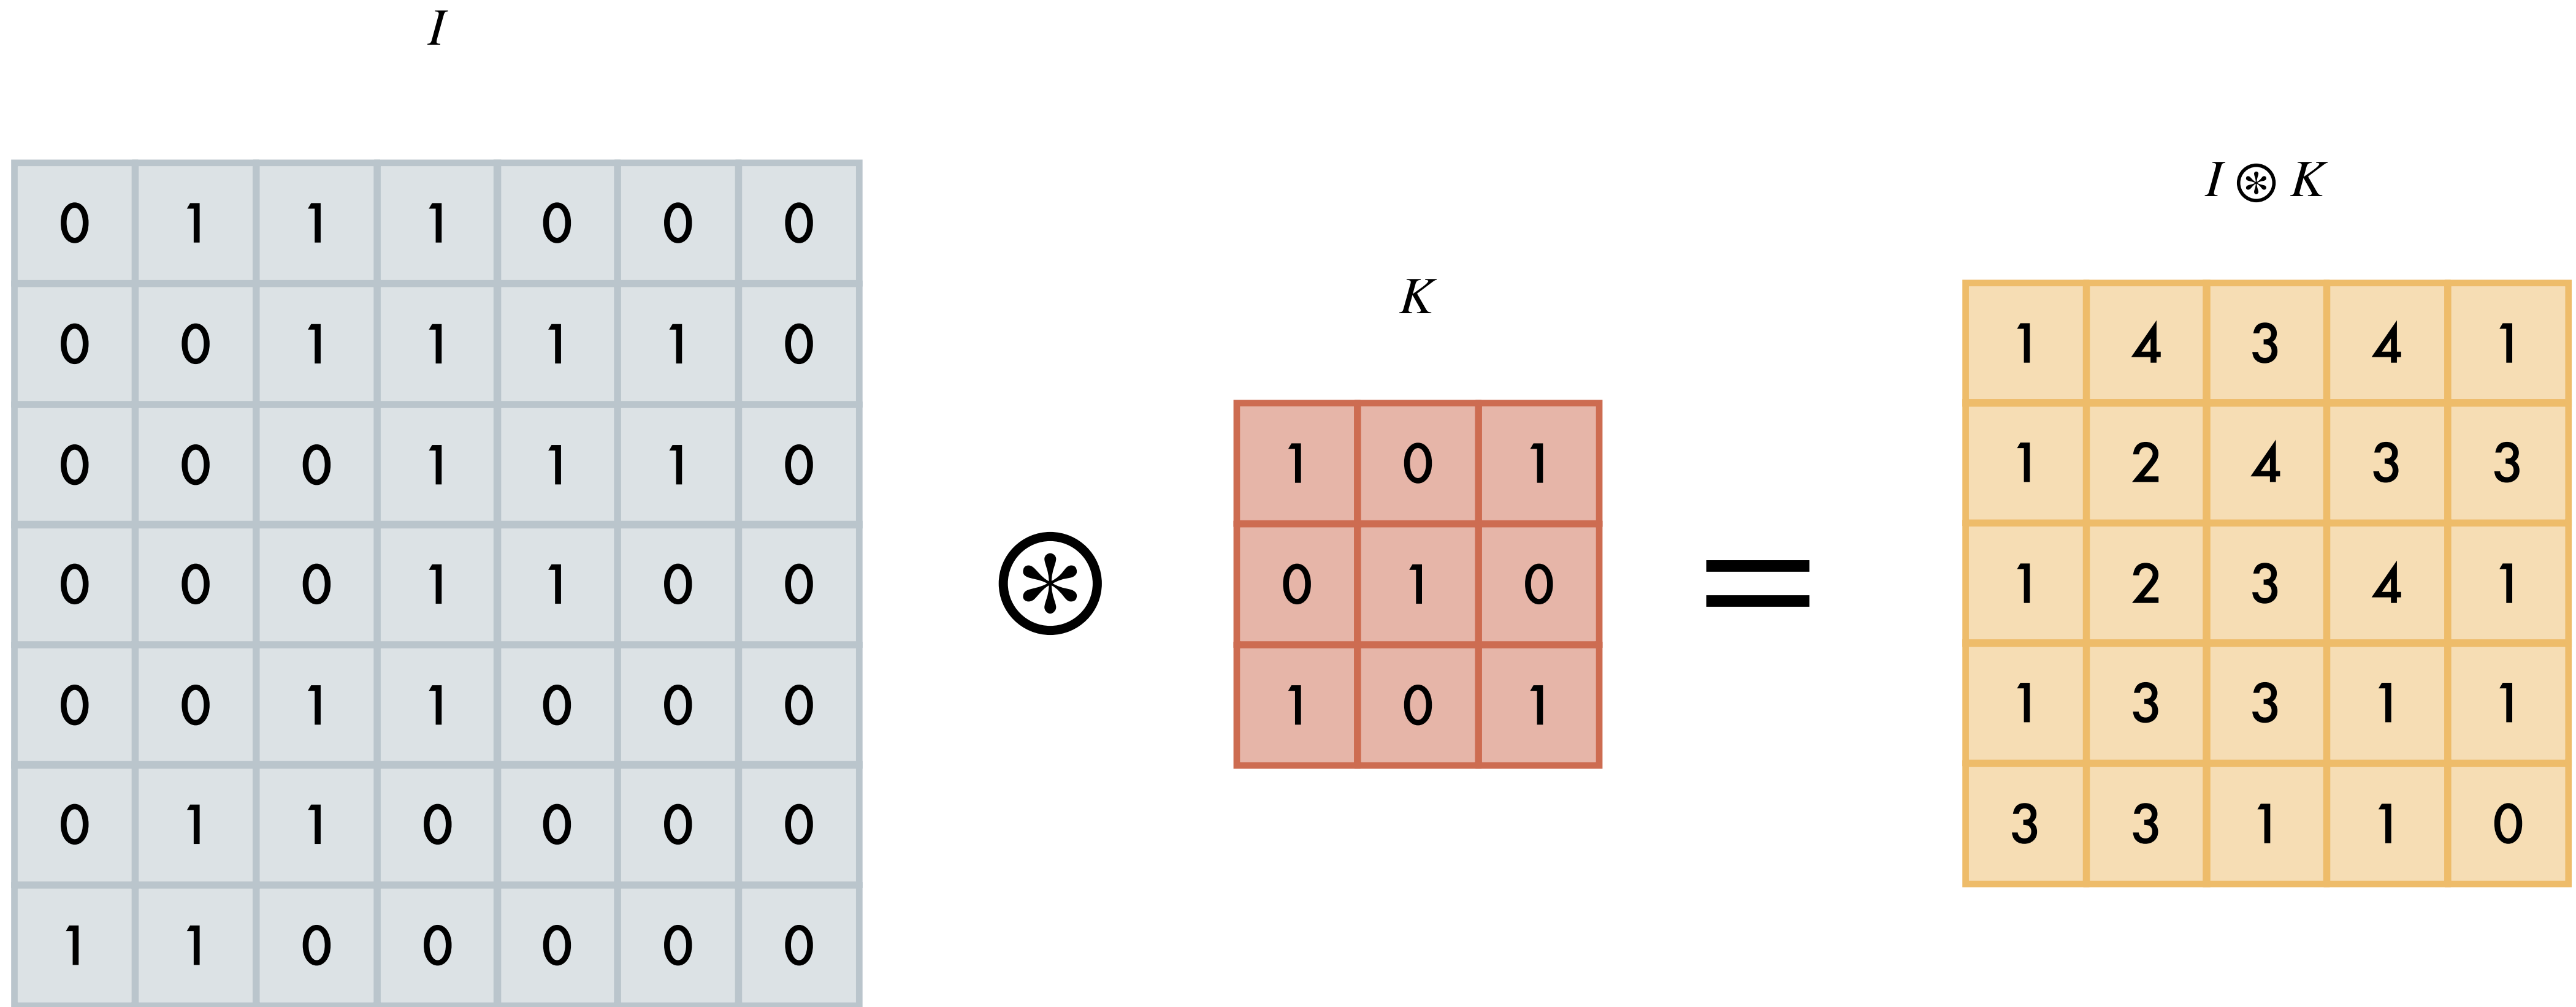 I
0 1 1 1 0 0 0
0 0 1 1 1 1 0
0 0 0 1 1 1 0
0 0 0 1 1 0 0
0 0 1 1 0 0 0
0 1 1 0 0 0 0
1 1 0 0 0 0 0
⊛
K
1 0 1
0 1 0
1 0 1
=
I ⊛ K
1 4 3 4 1
1 2 4 3 3
1 2 3 4 1
1 3 3 1 1
3 3 1 1 0